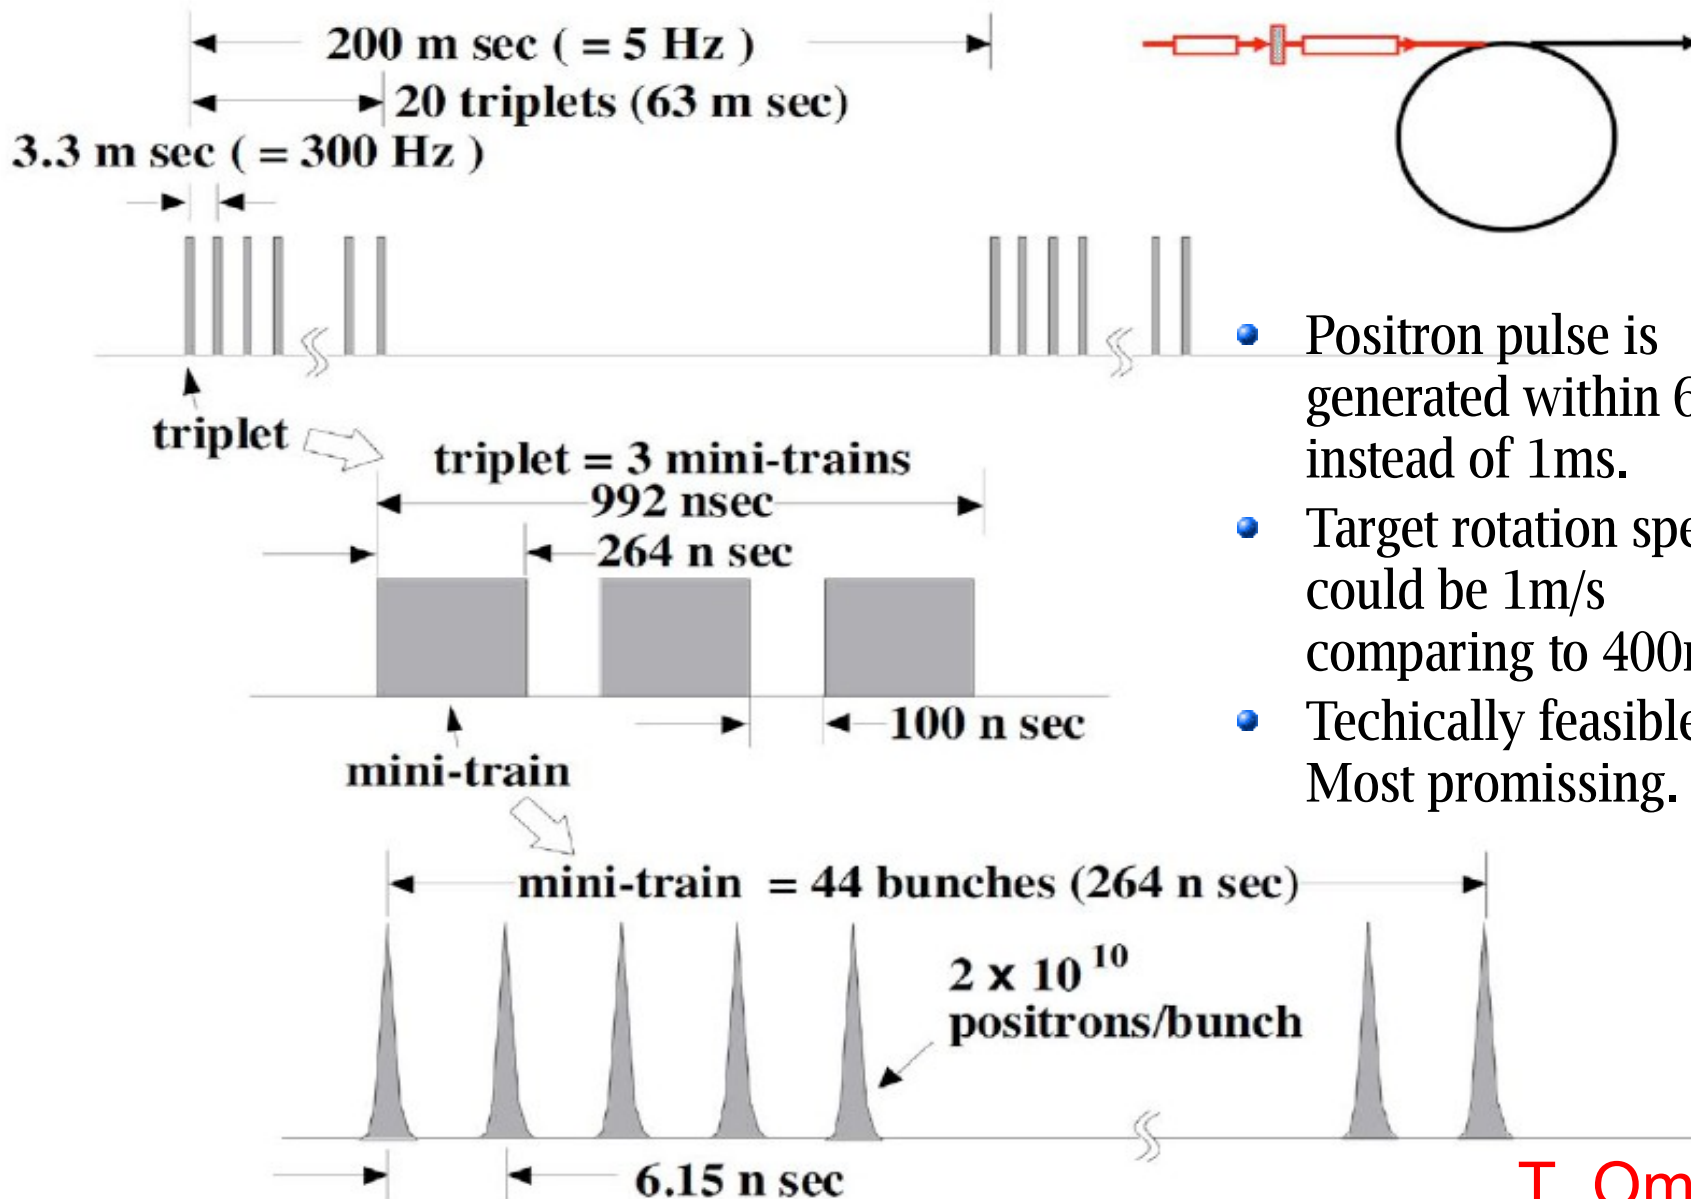 200 m sec ( = 5 Hz )
20 triplets (63 m sec)
3.3 m sec ( = 300 Hz )
triplet
triplet = 3 mini-trains
992 nsec
264 n sec
100 n sec
mini-train
mini-train = 44 bunches (264 n sec)
2 x 10 10
positrons/bunch
6.15 n sec
Positron pulse is
generated within
instead of 1ms.
Target rotation
could be 1m/s
comparing to
Techically feasible
Most promissing.
T.